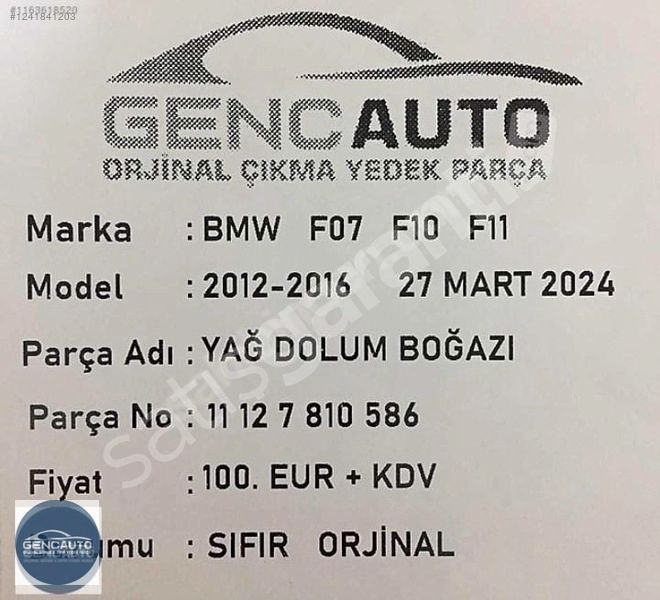 #1163618520
#1241841203
GENCAUTO
ORJİNAL ÇIKMA YEDEK PARÇA
Marka : BMW F07 F10 F11
Model : 2012-2016 27 MART 2024
Parça Adı : YAĞ DOLUM BOĞAZI
Parça No : 11 12 7 810 586
Fiyat : 100. EUR + KDV
umu : SIFIR ORJİNAL
GENCAUTO
satışgaranti